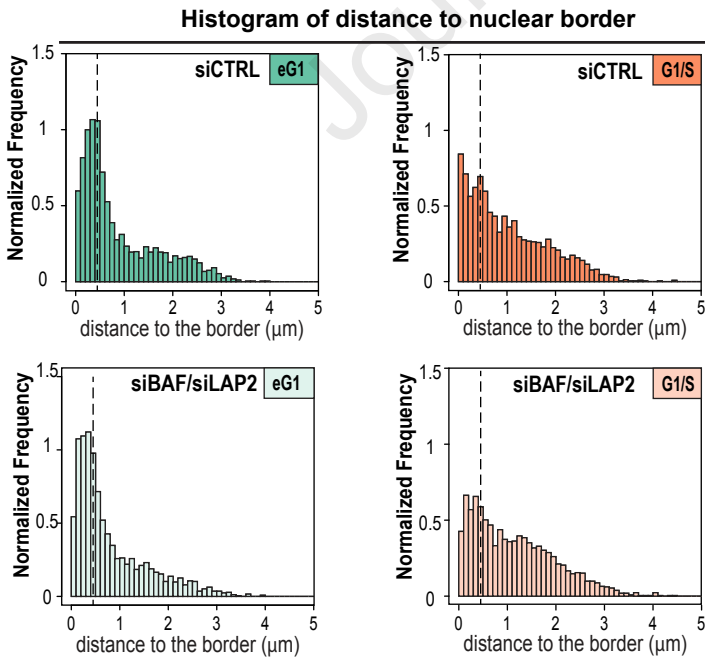 Jour
Histogram of distance to nuclear border
siCTRL eG1
Normalized Frequency
1.5
1
0.5
0
0 1 2 3 4 5
distance to the border (µm)
siCTRL G1/S
Normalized Frequency
1.5
1
0.5
0
0 1 2 3 4 5
distance to the border (µm)
siBAF/siLAP2 eG1
Normalized Frequency
1.5
1
0.5
0
0 1 2 3 4 5
distance to the border (µm)
siBAF/siLAP2 G1/S
Normalized Frequency
1.5
1
0.5
0
0 1 2 3 4 5
distance to the border (µm)